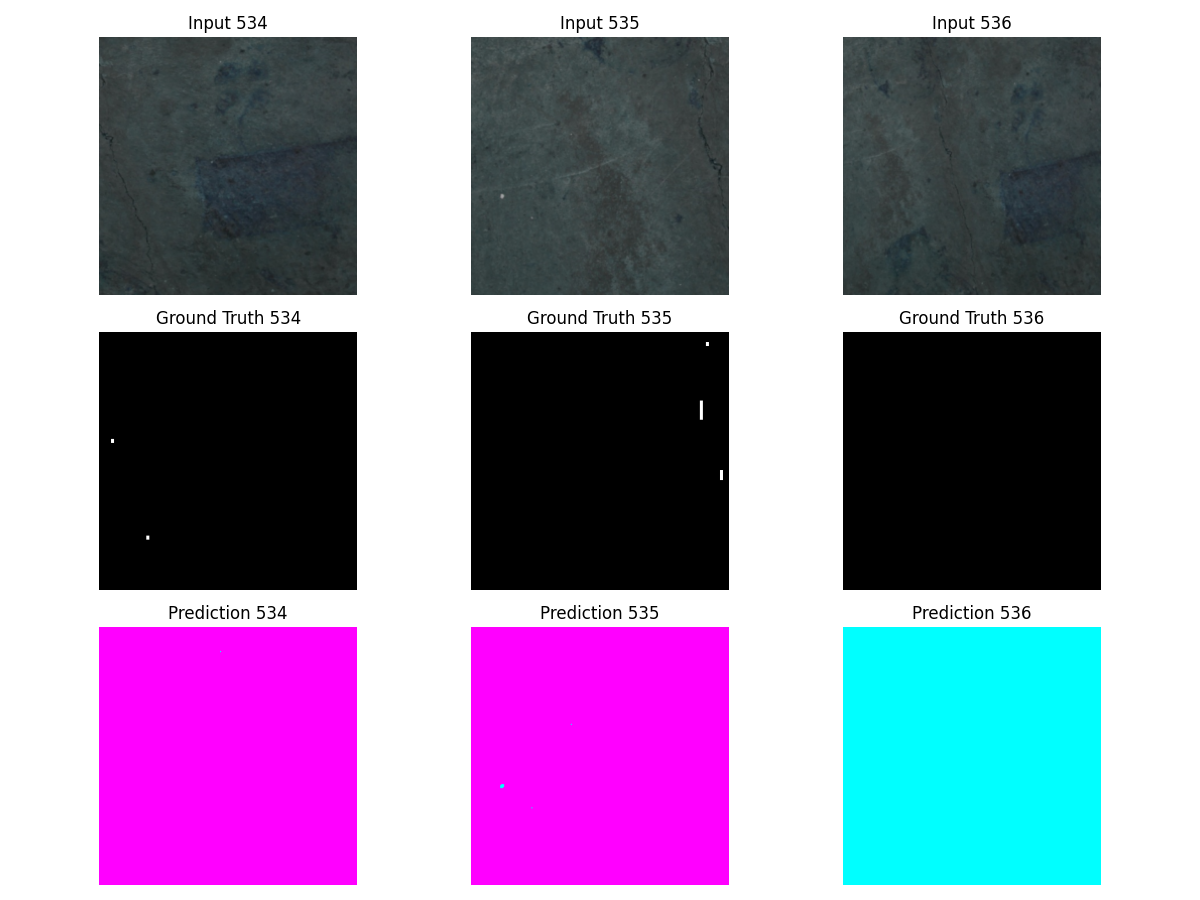 Input 534
Input 535
Input 536
Ground Truth 534
Ground Truth 535
Ground Truth 536
Prediction 534
Prediction 535
Prediction 536